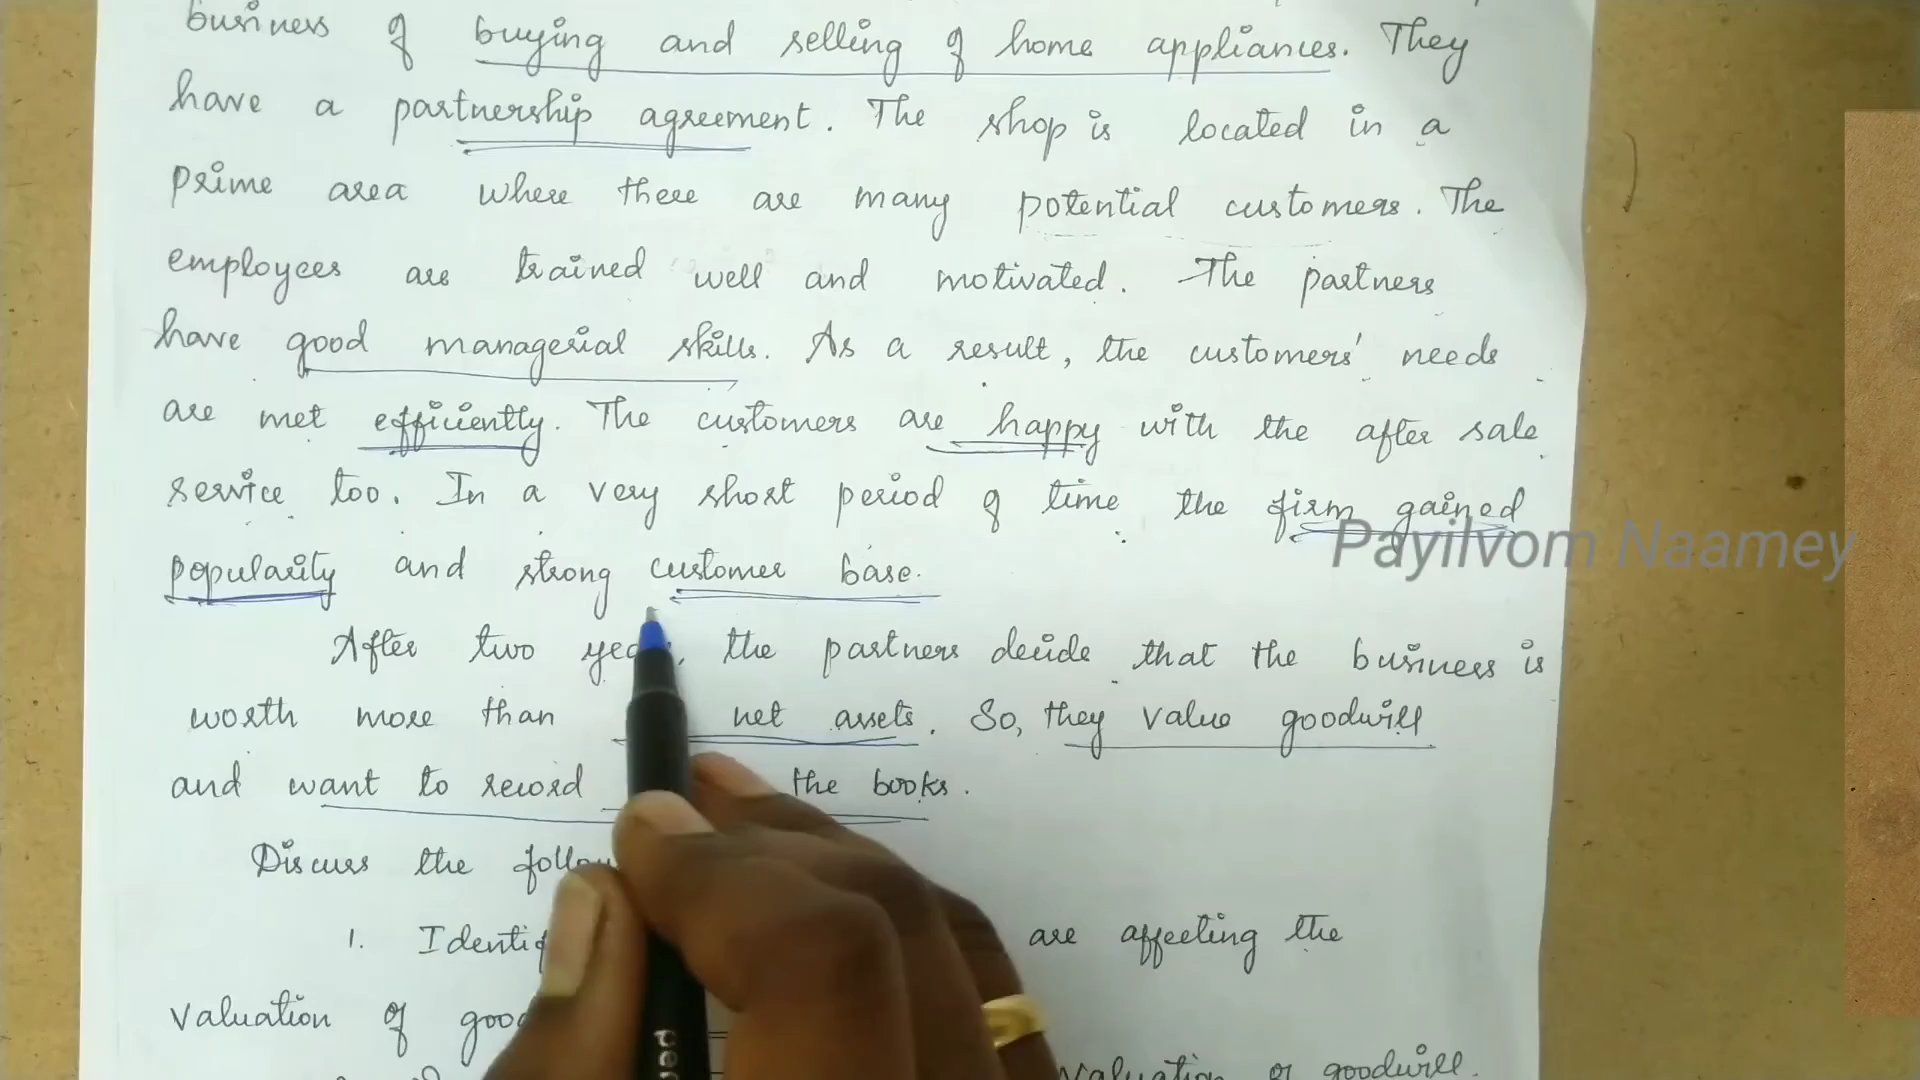 business of buying and selling of home appliances. They
have a partnership agreement. The shop is located in a
prime area where there are many potential customers. The
employees are trained well and motivated. The partners
have good managerial skills. As a result, the customers' needs
are met efficiently. The customers are happy with the after sale
service too. In a very short period of time the firm gained
Payilvom Naamey
popularity and strong customer base.
After two the partners decide that the business is
worth more than net assets. So, they value goodwill
and want to record the books.
Discuss the
1. are affecting the
valuation of
valuation of goodwill.